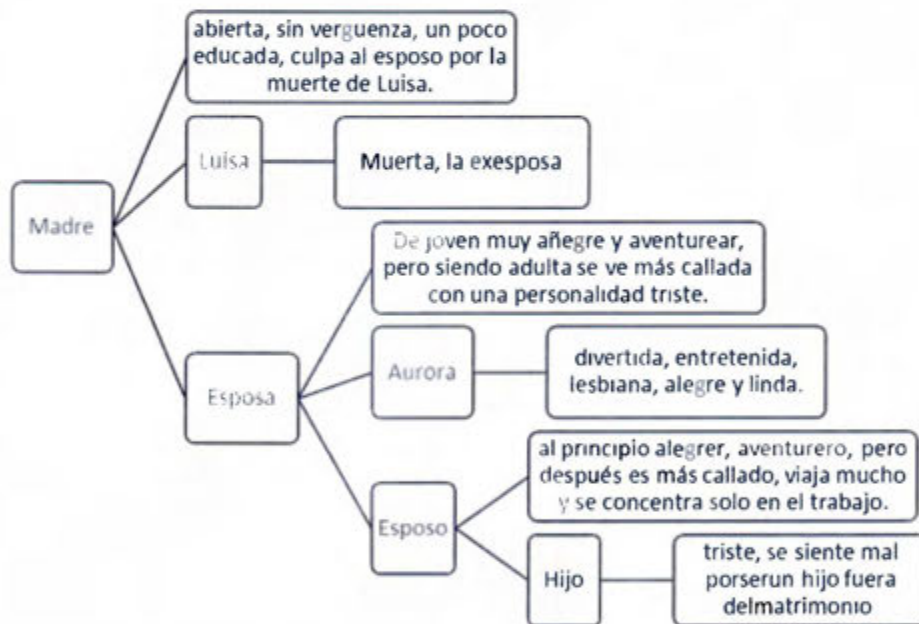 abierta, sin verguenza, un poco
educada, culpa al esposo por la
muerte de Luisa.
Luisa
Muerta, la exesposa
Madre
De joven muy añegre y aventurear,
pero siendo adulta se ve más callada
con una personalidad triste.
Aurora
divertida, entretenida,
lesbiana, alegre y linda.
Esposa
al principio alegrer, aventurero, pero
después es más callado, viaja mucho
y se concentra solo en el trabajo.
Esposo
Hijo
triste, se siente mal
porserun hijo fuera
delmatrimonio